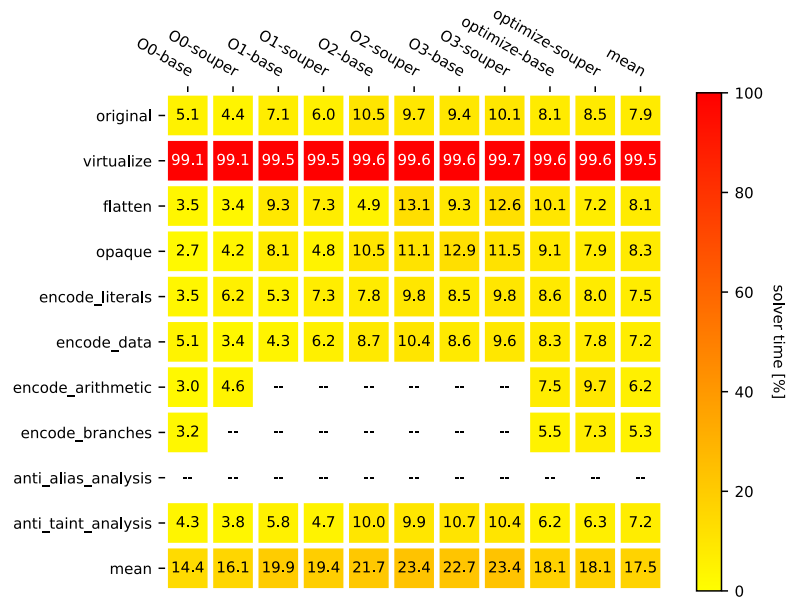 O0-base O0-souper O1-base O1-souper O2-base O2-souper O3-base O3-souper optimize-base optimize-souper mean
original 5.1 4.4 7.1 6.0 10.5 9.7 9.4 10.1 8.1 8.5 7.9
virtualize 99.1 99.1 99.5 99.5 99.6 99.6 99.6 99.7 99.6 99.6 99.5
flatten 3.5 3.4 9.3 7.3 4.9 13.1 9.3 12.6 10.1 7.2 8.1
opaque 2.7 4.2 8.1 4.8 10.5 11.1 12.9 11.5 9.1 7.9 8.3
encode_literals 3.5 6.2 5.3 7.3 7.8 9.8 8.5 9.8 8.6 8.0 7.5
encode_data 5.1 3.4 4.3 6.2 8.7 10.4 8.6 9.6 8.3 7.8 7.2
encode_arithmetic 3.0 4.6 -- -- -- -- -- -- 7.5 9.7 6.2
encode_branches 3.2 -- -- -- -- -- -- -- 5.5 7.3 5.3
anti_alias_analysis -- -- -- -- -- -- -- -- -- -- --
anti_taint_analysis 4.3 3.8 5.8 4.7 10.0 9.9 10.7 10.4 6.2 6.3 7.2
mean 14.4 16.1 19.9 19.4 21.7 23.4 22.7 23.4 18.1 18.1 17.5
100
80
60
40
20
0
solver time [%]